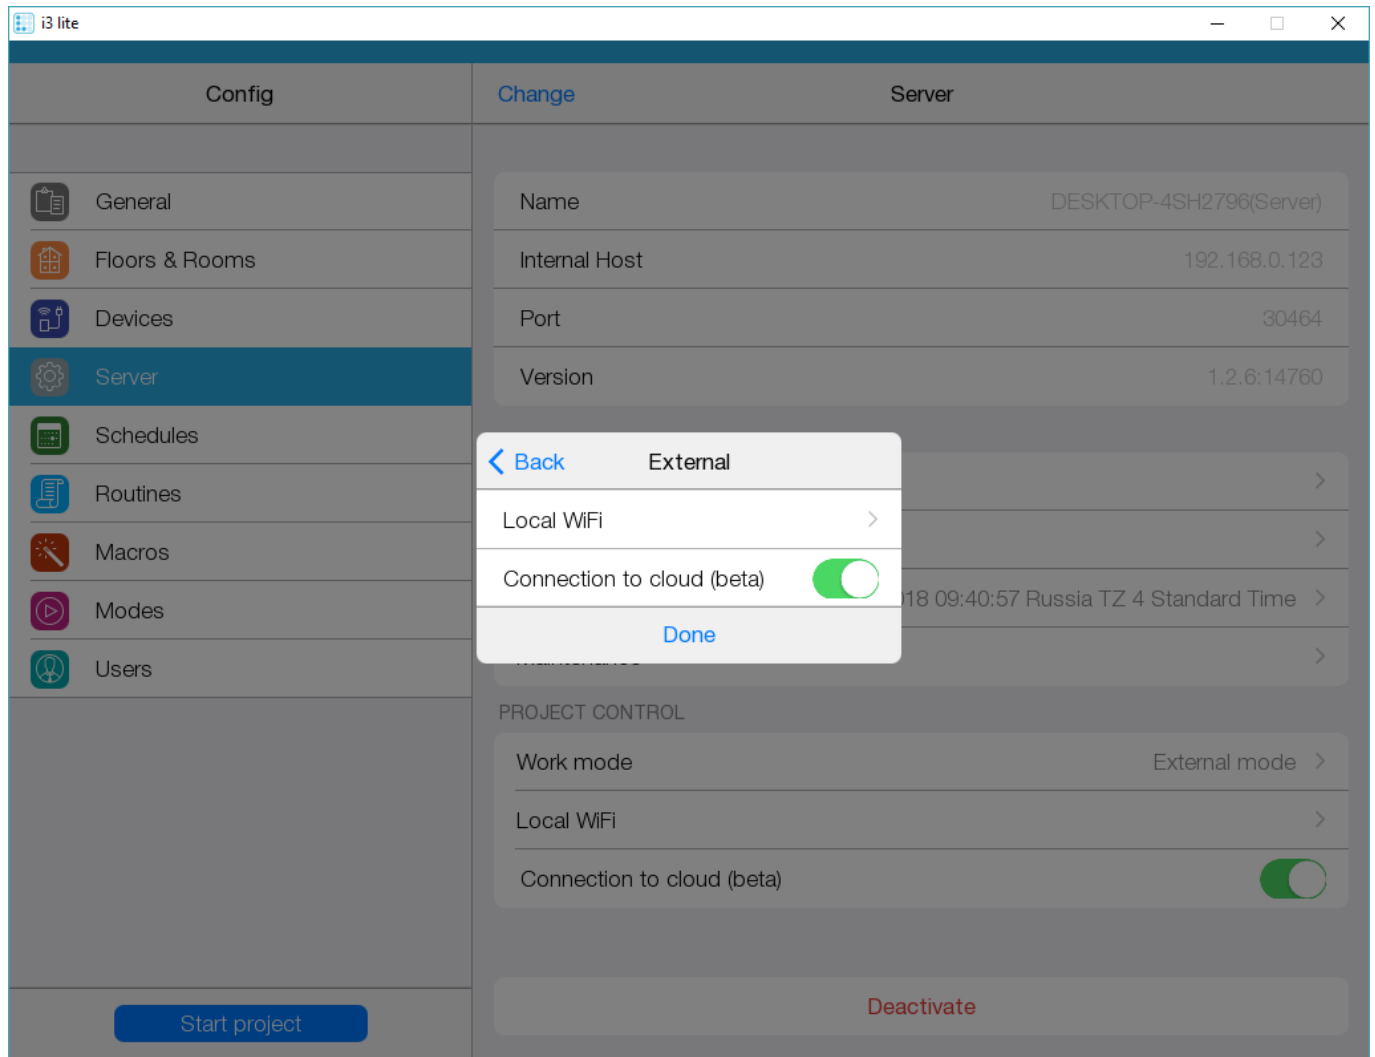 i3 lite
Config
Change
Server
General
Floors & Rooms
Devices
Server
Schedules
Routines
Macros
Modes
Users
Start project
Name
DESKTOP-4SH2796(Server)
Internal Host
192.168.0.123
Port
30464
Version
1.2.6:14760
Back
External
Local WiFi
Connection to cloud (beta)
Done
018 09:40:57 Russia TZ 4 Standard Time
PROJECT CONTROL
Work mode
External mode
Local WiFi
Connection to cloud (beta)
Deactivate